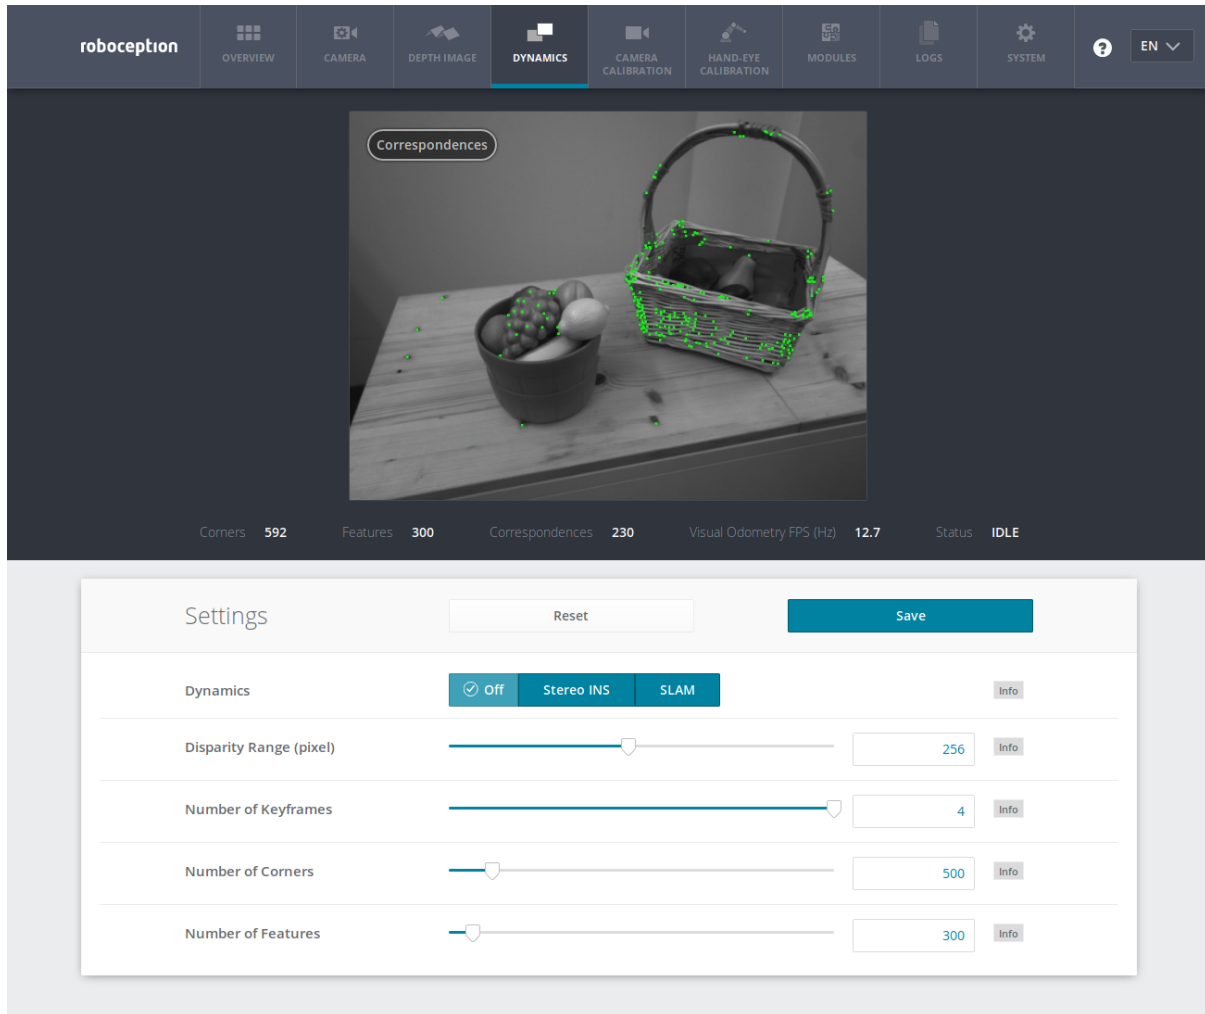 roboception
OVERVIEW
CAMERA
DEPTH IMAGE
DYNAMICS
CAMERA
CALIBRATION
HAND-EYE
CALIBRATION
MODULES
LOGS
SYSTEM
?
EN
Correspondences
Corners 592 Features 300 Correspondences 230 Visual Odometry FPS (Hz) 12.7 Status IDLE
Settings Reset Save
Dynamics Off Stereo INS SLAM Info
Disparity Range (pixel) 256 Info
Number of Keyframes 4 Info
Number of Corners 500 Info
Number of Features 300 Info